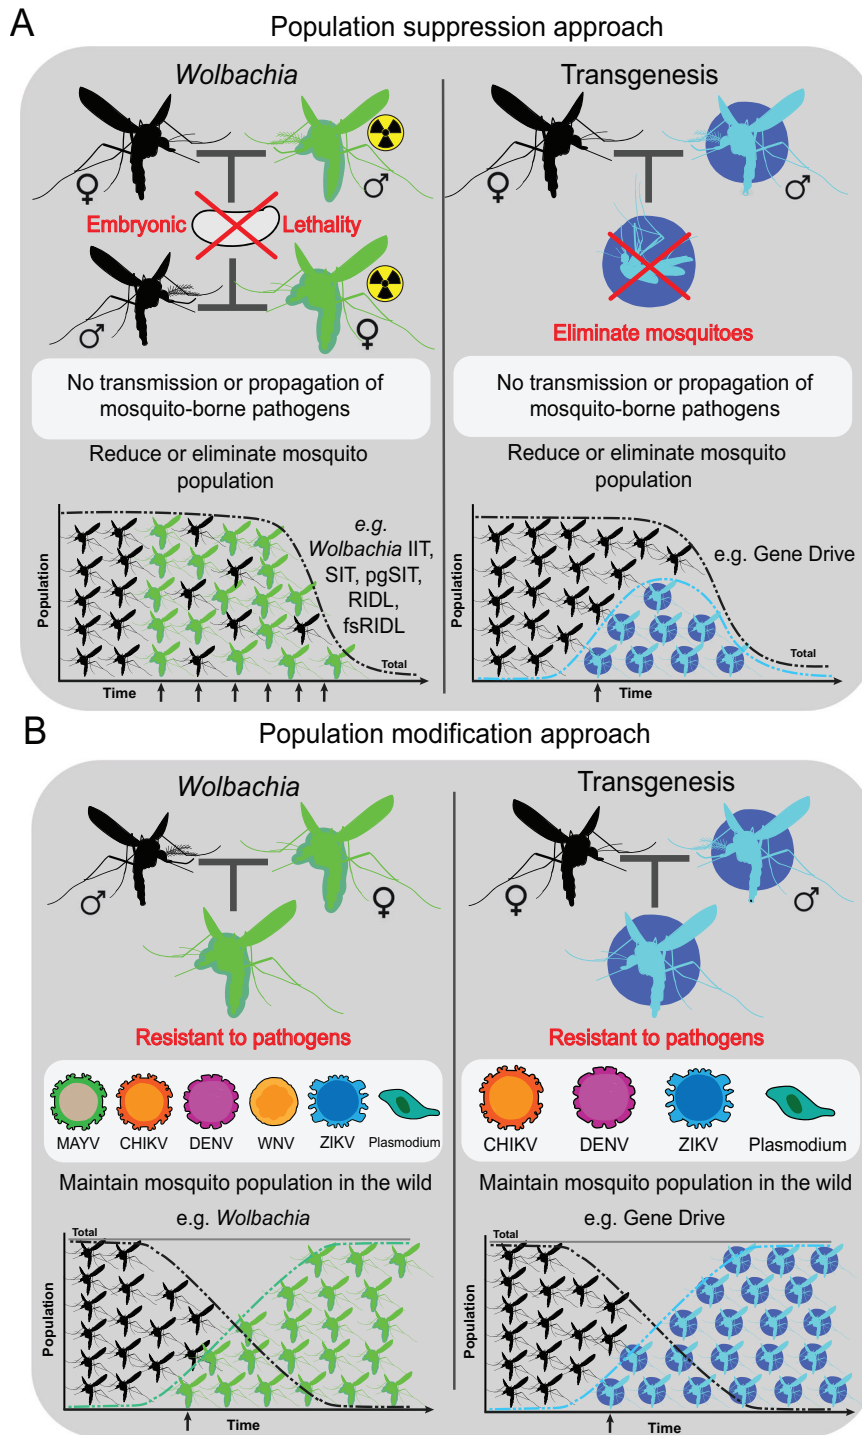 A
Population suppression approach
Wolbachia
♀
♂
Embryonic
Lethality
♂
♀
No transmission or propagation of
mosquito-borne pathogens
Reduce or eliminate mosquito
population
Population
e.g.
Wolbachia IIT,
SIT, pgSIT,
RIDL,
fsRIDL
Total
Time
Transgenesis
♀
♂
Eliminate mosquitoes
No transmission or propagation of
mosquito-borne pathogens
Reduce or eliminate mosquito
population
Population
e.g. Gene Drive
Total
Time
B
Population modification approach
Wolbachia
♂
♀
Resistant to pathogens
MAYV CHIKV DENV WNV ZIKV Plasmodium
Maintain mosquito population in the wild
e.g. Wolbachia
Total
Population
Time
Transgenesis
♀
♂
Resistant to pathogens
CHIKV DENV ZIKV Plasmodium
Maintain mosquito population in the wild
e.g. Gene Drive
Total
Population
Time